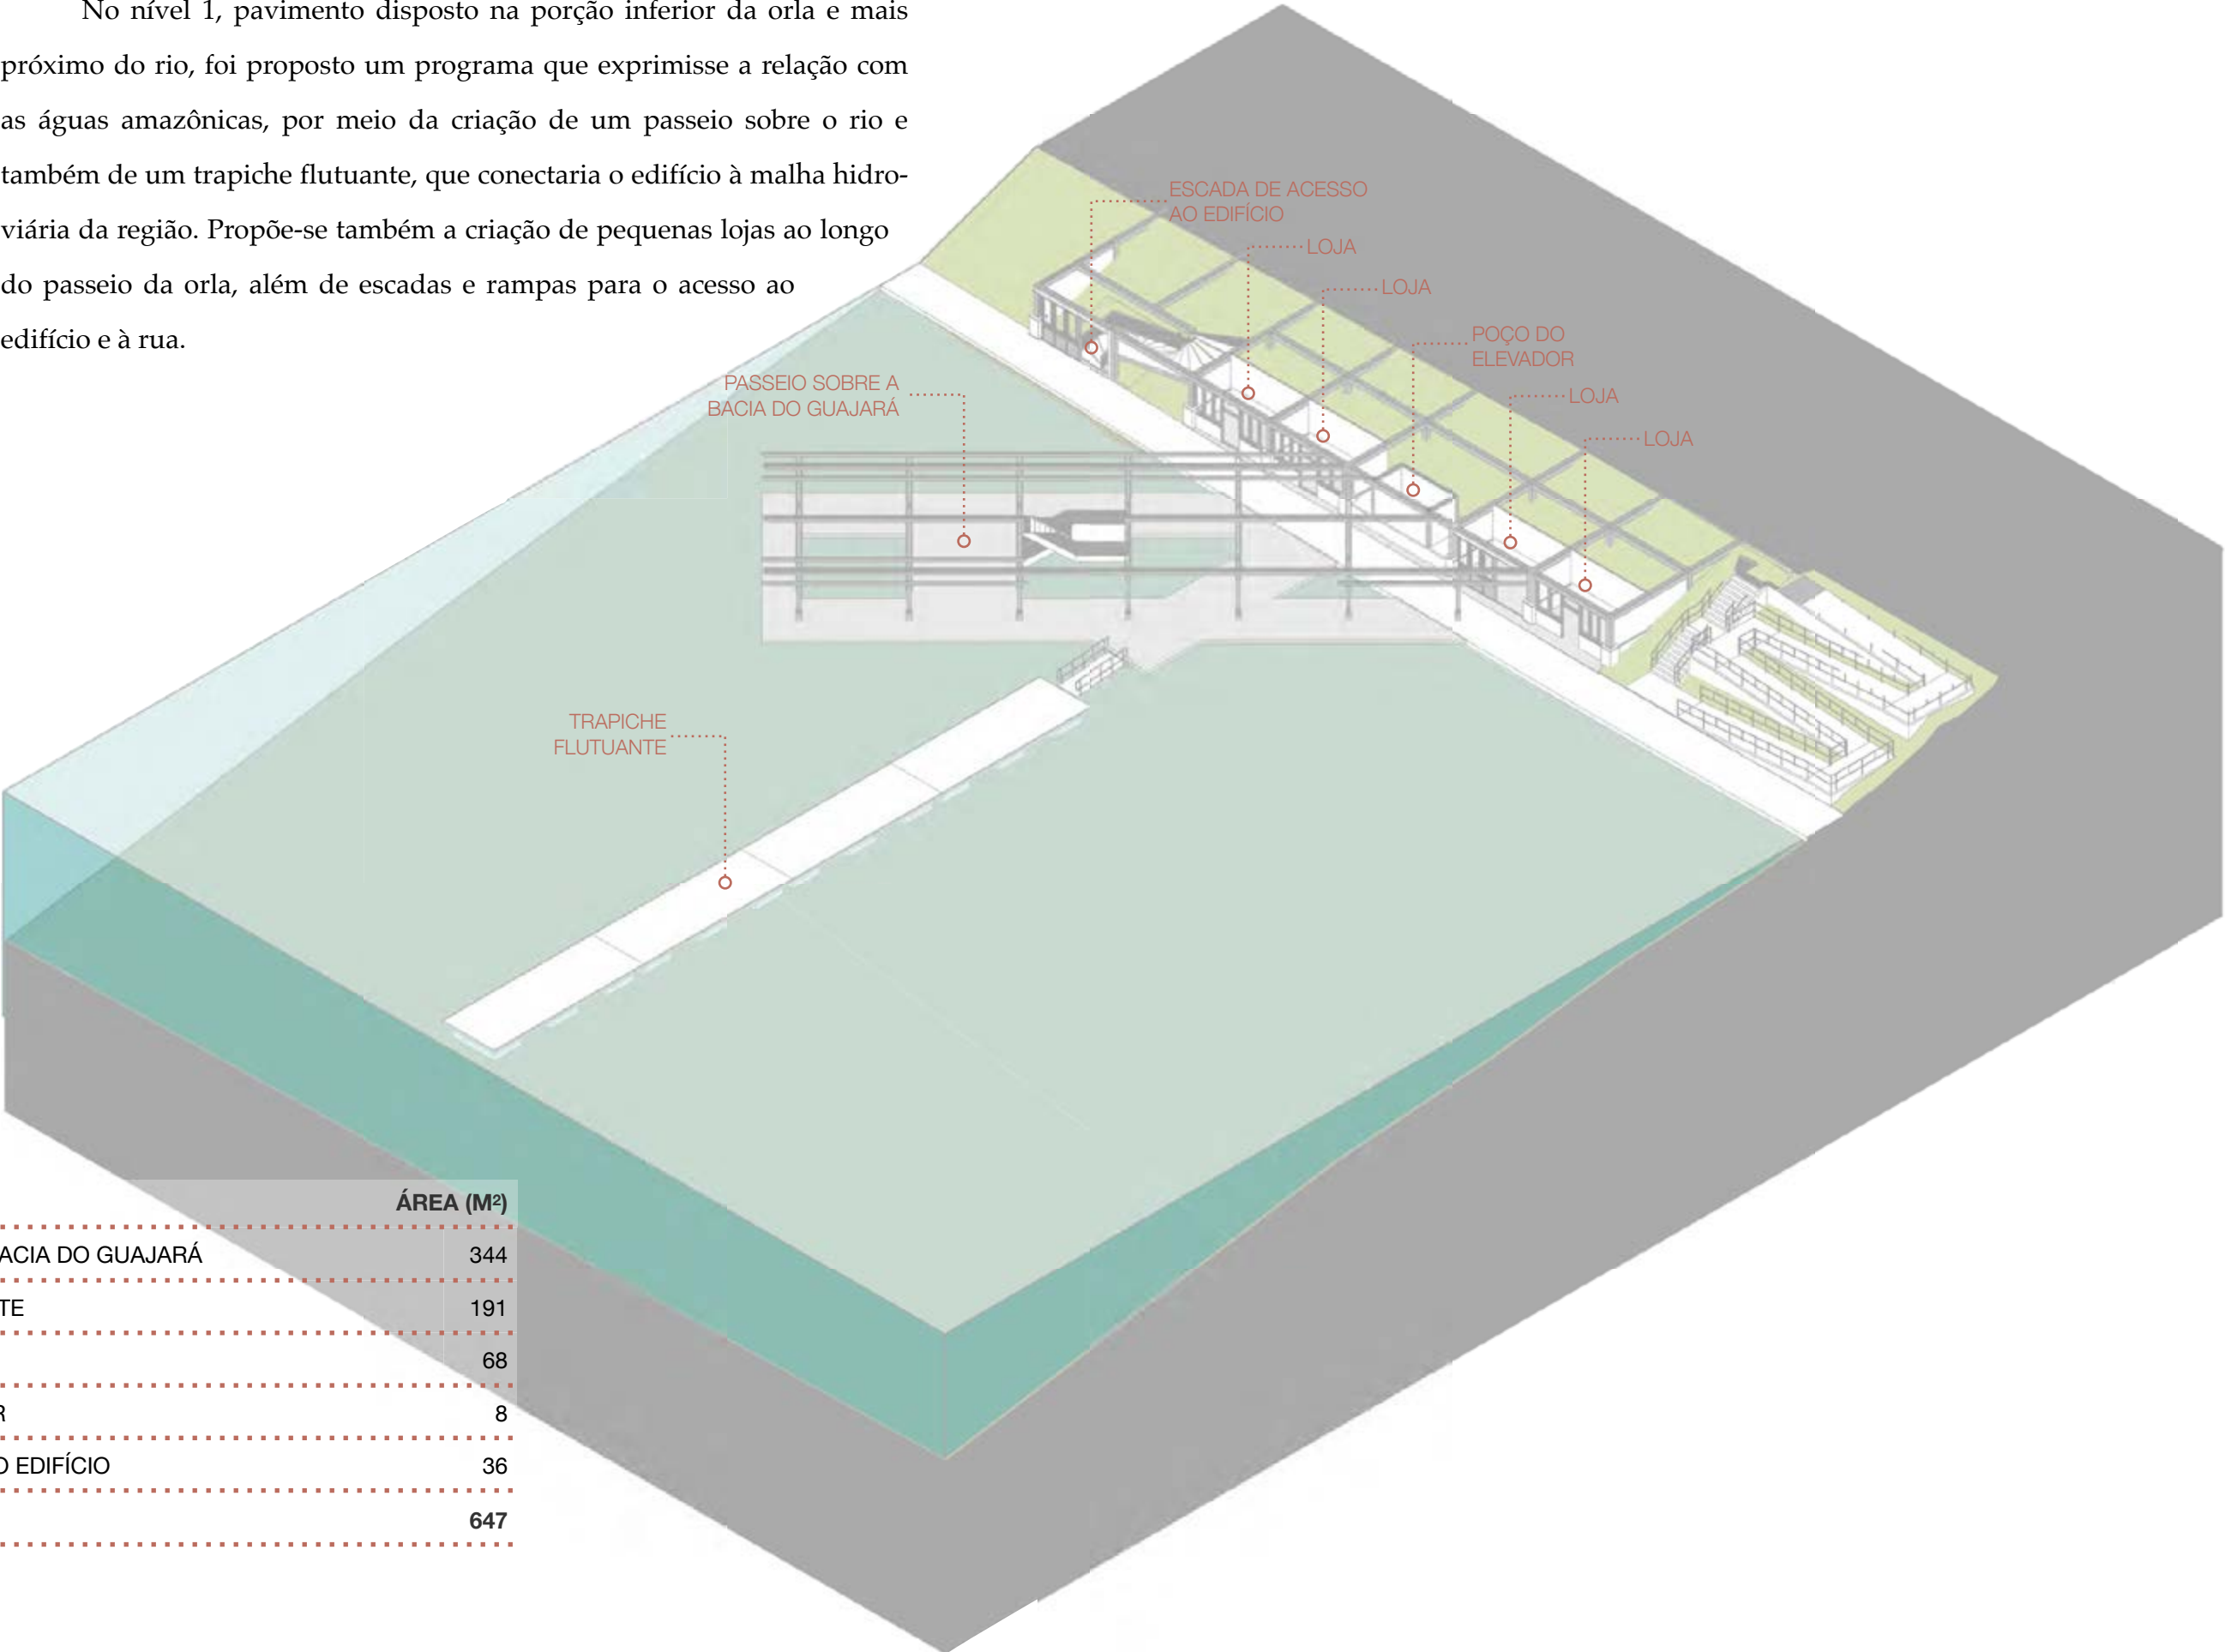 No nível 1, pavimento disposto na porção inferior da orla e mais
próximo do rio, foi proposto um programa que exprimisse a relação com
as águas amazônicas, por meio da criação de um passeio sobre o rio e
também de um trapiche flutuante, que conectaria o edifício à malha hidro-
viária da região. Propõe-se também a criação de pequenas lojas ao longo
do passeio da orla, além de escadas e rampas para o acesso ao
edifício e à rua.
ESCADA DE ACESSO
AO EDIFÍCIO
LOJA
LOJA
POÇO DO
ELEVADOR
LOJA
LOJA
PASSEIO SOBRE A
BACIA DO GUAJARÁ
TRAPICHE
FLUTUANTE
ÁREA (M²)
ACIA DO GUAJARÁ 344
TE 191
68
R 8
O EDIFÍCIO 36
647